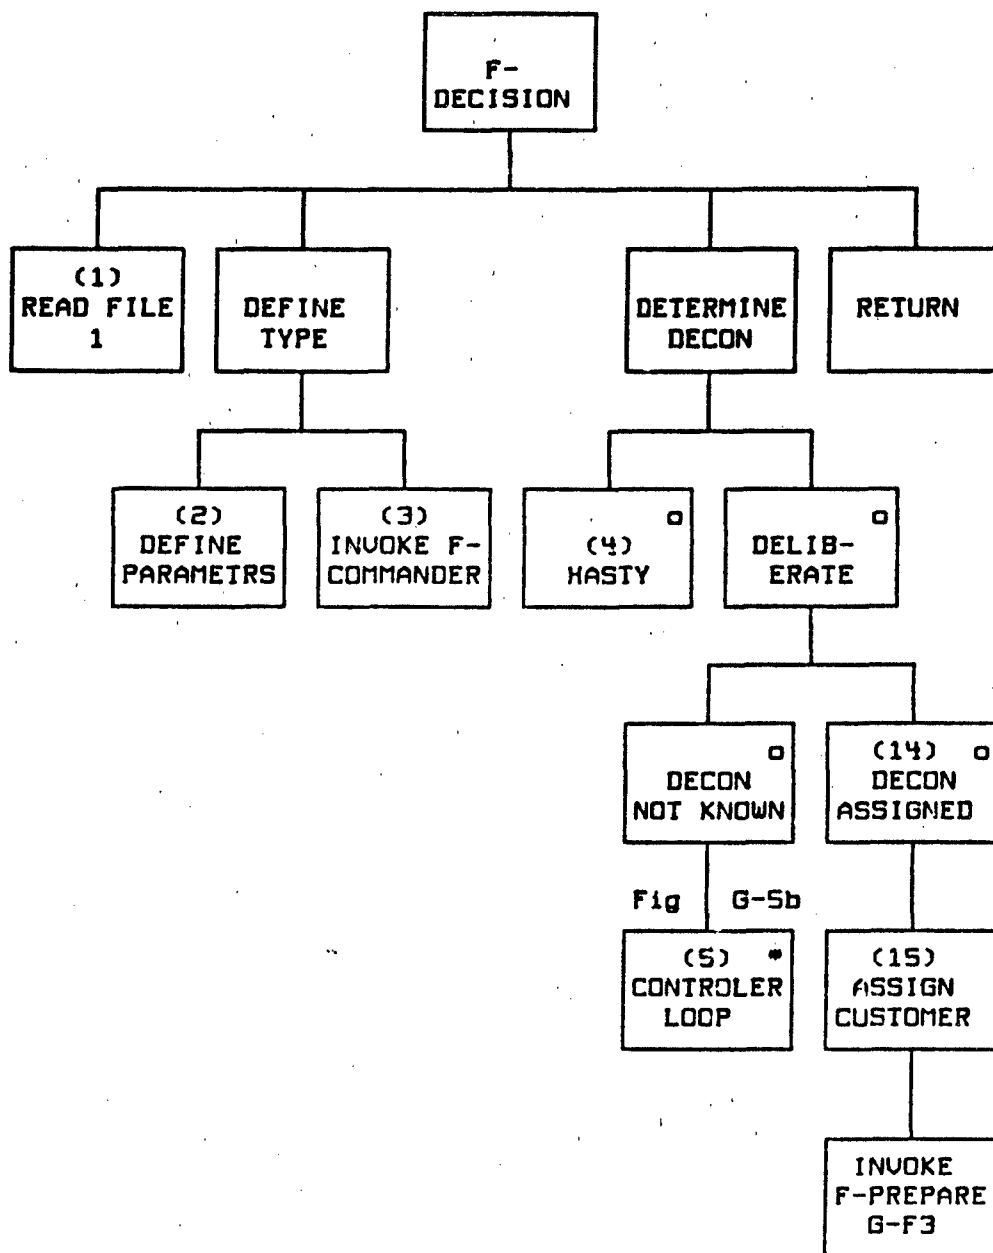 F-
DECISION
(1)
READ FILE
1
DEFINE
TYPE
DETERMINE
DECON
RETURN
(2)
DEFINE
PARAMETRS
(3)
INVOKE F-
COMMANDER
(4)
HASTY
DELIB-
ERATE
DECON
NOT KNOWN
(14)
DECON
ASSIGNED
Fig G-5b
(5) *
CONTROLER
LOOP
(15)
ASSIGN
CUSTOMER
INVOKE
F-PREPARE
G-F3